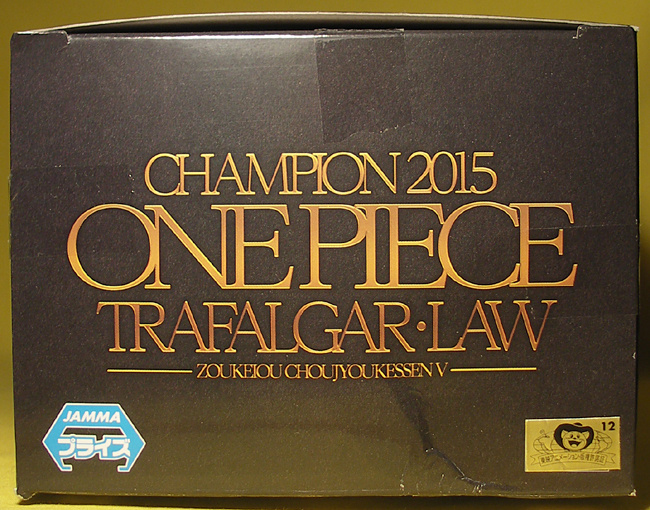 CHAMPION 2015
ONE PIECE
TRAFALGAR・LAW
ZOUKEIOU CHOUJYOUKESSEN V
JAMMA
プライズ
12